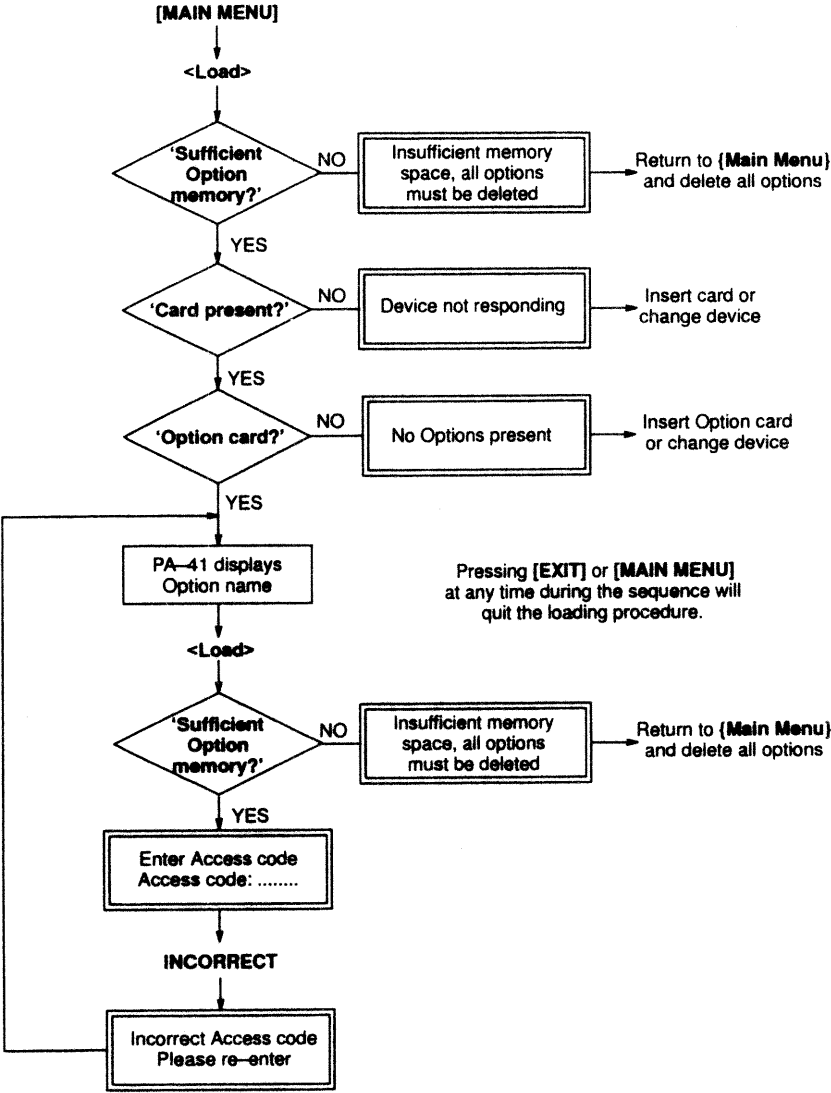 [MAIN MENU]
<Load>
'Sufficient
Option
memory?'
NO
Insufficient memory
space, all options
must be deleted
Return to {Main Menu}
and delete all options
YES
'Card present?'
NO
Device not responding
Insert card or
change device
YES
'Option card?'
NO
No Options present
Insert Option card
or change device
YES
PA–41 displays
Option name
Pressing [EXIT] or [MAIN MENU]
at any time during the sequence will
quit the loading procedure.
<Load>
'Sufficient
Option
memory?'
NO
Insufficient memory
space, all options
must be deleted
Return to {Main Menu}
and delete all options
YES
Enter Access code
Access code: ........
INCORRECT
Incorrect Access code
Please re–enter